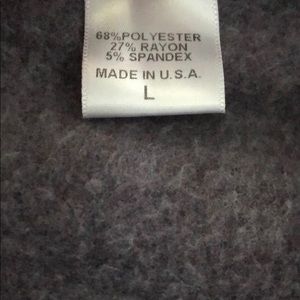 68%POLYESTER
27% RAYON
5% SPANDEX
MADE IN U.S.A.
L